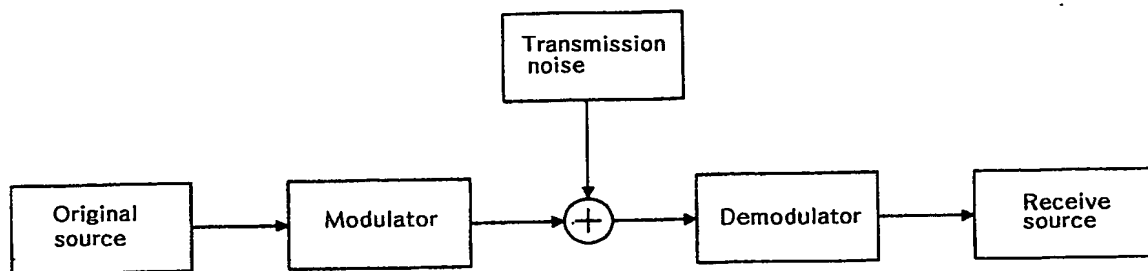 Transmission
noise
Original
source
Modulator
+
Demodulator
Receive
source